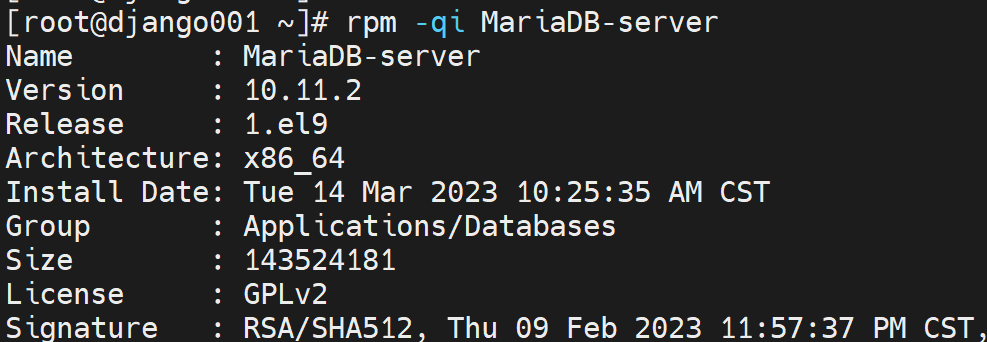 [root@django001 ~]# rpm -qi MariaDB-server
Name        : MariaDB-server
Version     : 10.11.2
Release     : 1.el9
Architecture: x86_64
Install Date: Tue 14 Mar 2023 10:25:35 AM CST
Group       : Applications/Databases
Size        : 143524181
License     : GPLv2
Signature   : RSA/SHA512, Thu 09 Feb 2023 11:57:37 PM CST,